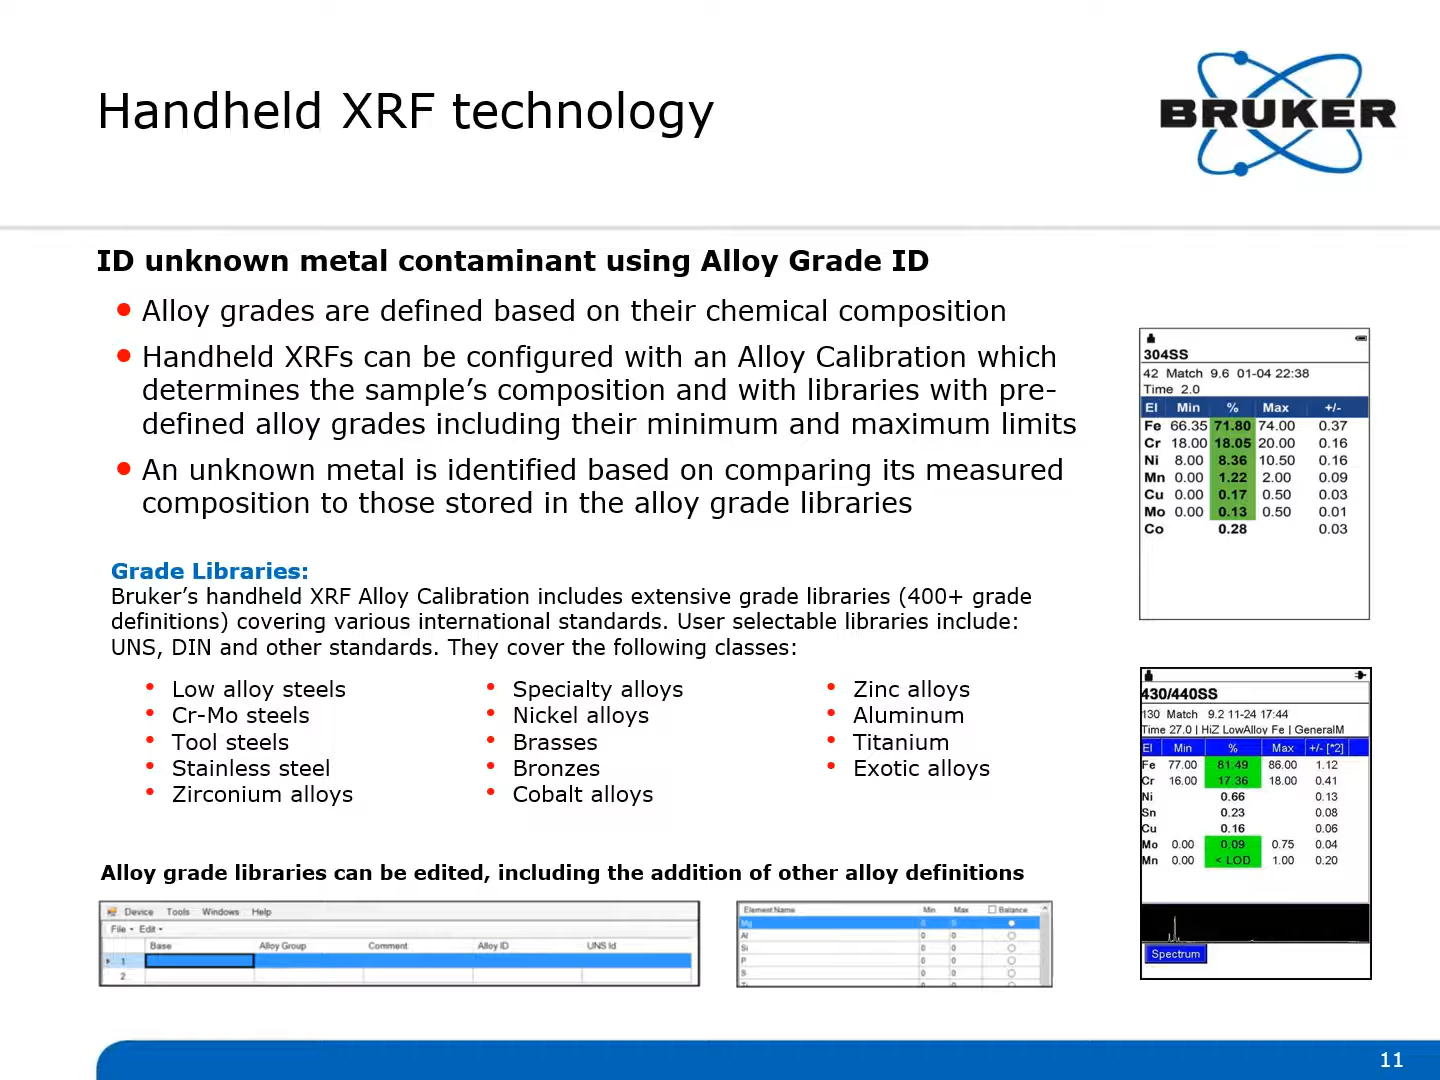 Handheld XRF technology
BRUKER
ID unknown metal contaminant using Alloy Grade ID
• Alloy grades are defined based on their chemical composition
• Handheld XRFs can be configured with an Alloy Calibration which
determines the sample’s composition and with libraries with pre-
defined alloy grades including their minimum and maximum limits
• An unknown metal is identified based on comparing its measured
composition to those stored in the alloy grade libraries
Grade Libraries:
Bruker’s handheld XRF Alloy Calibration includes extensive grade libraries (400+ grade
definitions) covering various international standards. User selectable libraries include:
UNS, DIN and other standards. They cover the following classes:
• Low alloy steels
• Cr-Mo steels
• Tool steels
• Stainless steel
• Zirconium alloys
• Specialty alloys
• Nickel alloys
• Brasses
• Bronzes
• Cobalt alloys
• Zinc alloys
• Aluminum
• Titanium
• Exotic alloys
Alloy grade libraries can be edited, including the addition of other alloy definitions
Device Tools Windows Help
File Edit
Base Alloy Group Comment Alloy ID UNS Id
1
2
Element Name Min Max Balance
Mg 0 0
Al 0 0
Si 0 0
P 0 0
S 0 0
304SS
42 Match 9.6 01-04 22:38
Time 2.0
El Min % Max +/-
Fe 66.35 71.80 74.00 0.37
Cr 18.00 18.05 20.00 0.16
Ni 8.00 8.36 10.50 0.16
Mn 0.00 1.22 2.00 0.09
Cu 0.00 0.17 0.50 0.03
Mo 0.00 0.13 0.50 0.01
Co 0.28 0.03
430/440SS
130 Match 9.2 11-24 17:44
Time 27.0 | HiZ LowAlloy Fe | GeneralM
El Min % Max +/- [*2]
Fe 77.00 81.49 86.00 1.12
Cr 16.00 17.36 18.00 0.41
Ni 0.66 0.13
Sn 0.23 0.08
Cu 0.16 0.06
Mo 0.00 0.09 0.75 0.04
Mn 0.00 < LOD 1.00 0.20
Spectrum
11